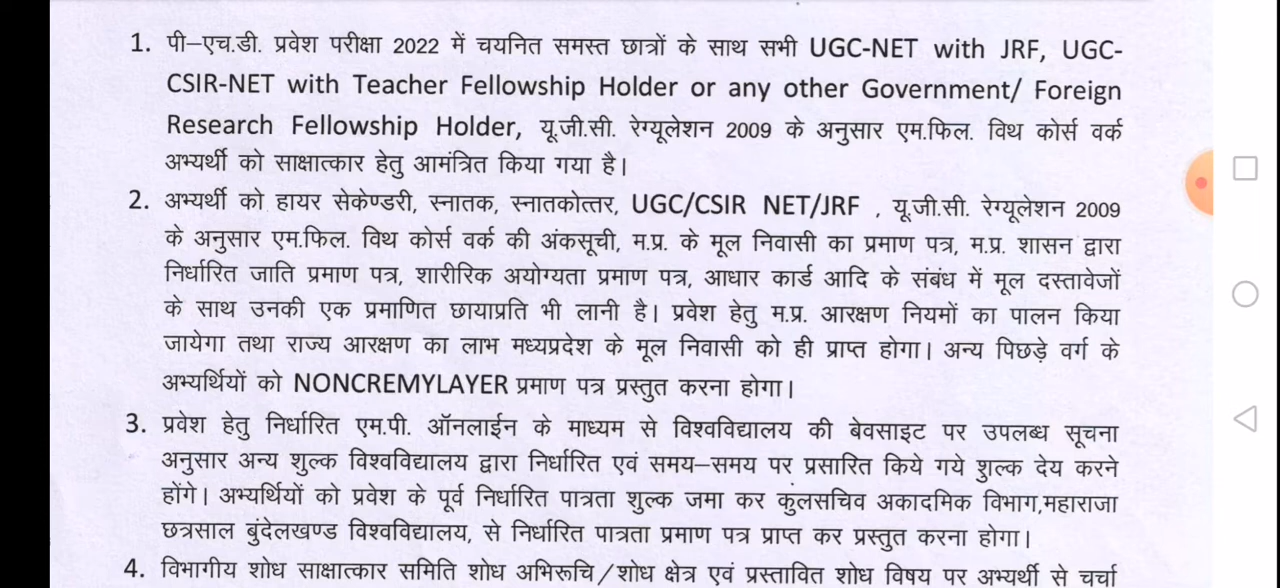 1. पी–एच.डी. प्रवेश परीक्षा 2022 में चयनित समस्त छात्रों के साथ सभी UGC-NET with JRF, UGC-
CSIR-NET with Teacher Fellowship Holder or any other Government/ Foreign
Research Fellowship Holder, यू.जी.सी. रेग्यूलेशन 2009 के अनुसार एम.फिल. विथ कोर्स वर्क
अभ्यर्थी को साक्षात्कार हेतु आमंत्रित किया गया है।
2. अभ्यर्थी को हायर सेकेण्डरी, स्नातक, स्नातकोत्तर, UGC/CSIR NET/JRF , यू.जी.सी. रेग्यूलेशन 2009
के अनुसार एम.फिल. विथ कोर्स वर्क की अंकसूची, म.प्र. के मूल निवासी का प्रमाण पत्र, म.प्र. शासन द्वारा
निर्धारित जाति प्रमाण पत्र, शारीरिक अयोग्यता प्रमाण पत्र, आधार कार्ड आदि के संबंध में मूल दस्तावेजों
के साथ उनकी एक प्रमाणित छायाप्रति भी लानी है। प्रवेश हेतु म.प्र. आरक्षण नियमों का पालन किया
जायेगा तथा राज्य आरक्षण का लाभ मध्यप्रदेश के मूल निवासी को ही प्राप्त होगा। अन्य पिछड़े वर्ग के
अभ्यर्थियों को NONCREMYLAYER प्रमाण पत्र प्रस्तुत करना होगा।
3. प्रवेश हेतु निर्धारित एम.पी. ऑनलाईन के माध्यम से विश्वविद्यालय की बेवसाइट पर उपलब्ध सूचना
अनुसार अन्य शुल्क विश्वविद्यालय द्वारा निर्धारित एवं समय–समय पर प्रसारित किये गये शुल्क देय करने
होंगे। अभ्यर्थियों को प्रवेश के पूर्व निर्धारित पात्रता शुल्क जमा कर कुलसचिव अकादमिक विभाग,महाराजा
छत्रसाल बुंदेलखण्ड विश्वविद्यालय, से निर्धारित पात्रता प्रमाण पत्र प्राप्त कर प्रस्तुत करना होगा।
4. विभागीय शोध साक्षात्कार समिति शोध अभिरूचि/शोध क्षेत्र एवं प्रस्तावित शोध विषय पर अभ्यर्थी से चर्चा